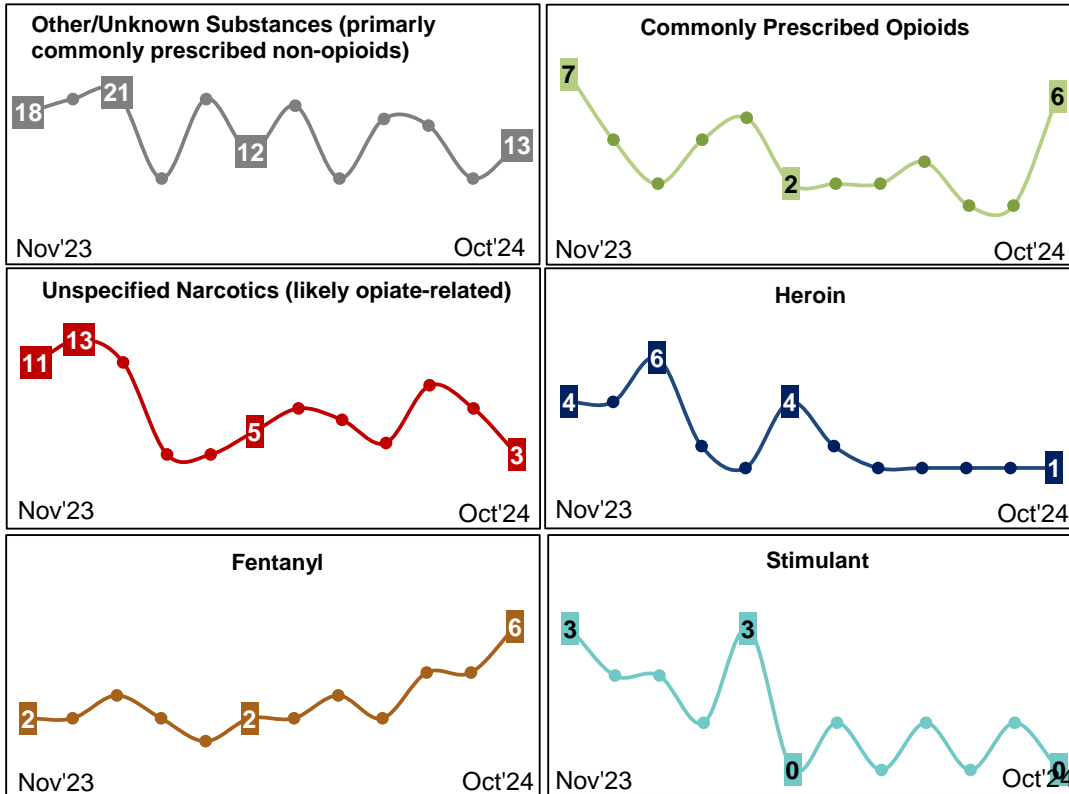 Other/Unknown Substances (primarly
commonly prescribed non-opioids)
18
21
12
13
Nov'23
Oct'24
Commonly Prescribed Opioids
7
2
6
Nov'23
Oct'24
Unspecified Narcotics (likely opiate-related)
11
13
5
3
Nov'23
Oct'24
Heroin
4
6
4
1
Nov'23
Oct'24
Fentanyl
2
2
6
Nov'23
Oct'24
Stimulant
3
3
0
0
Nov'23
Oct'24